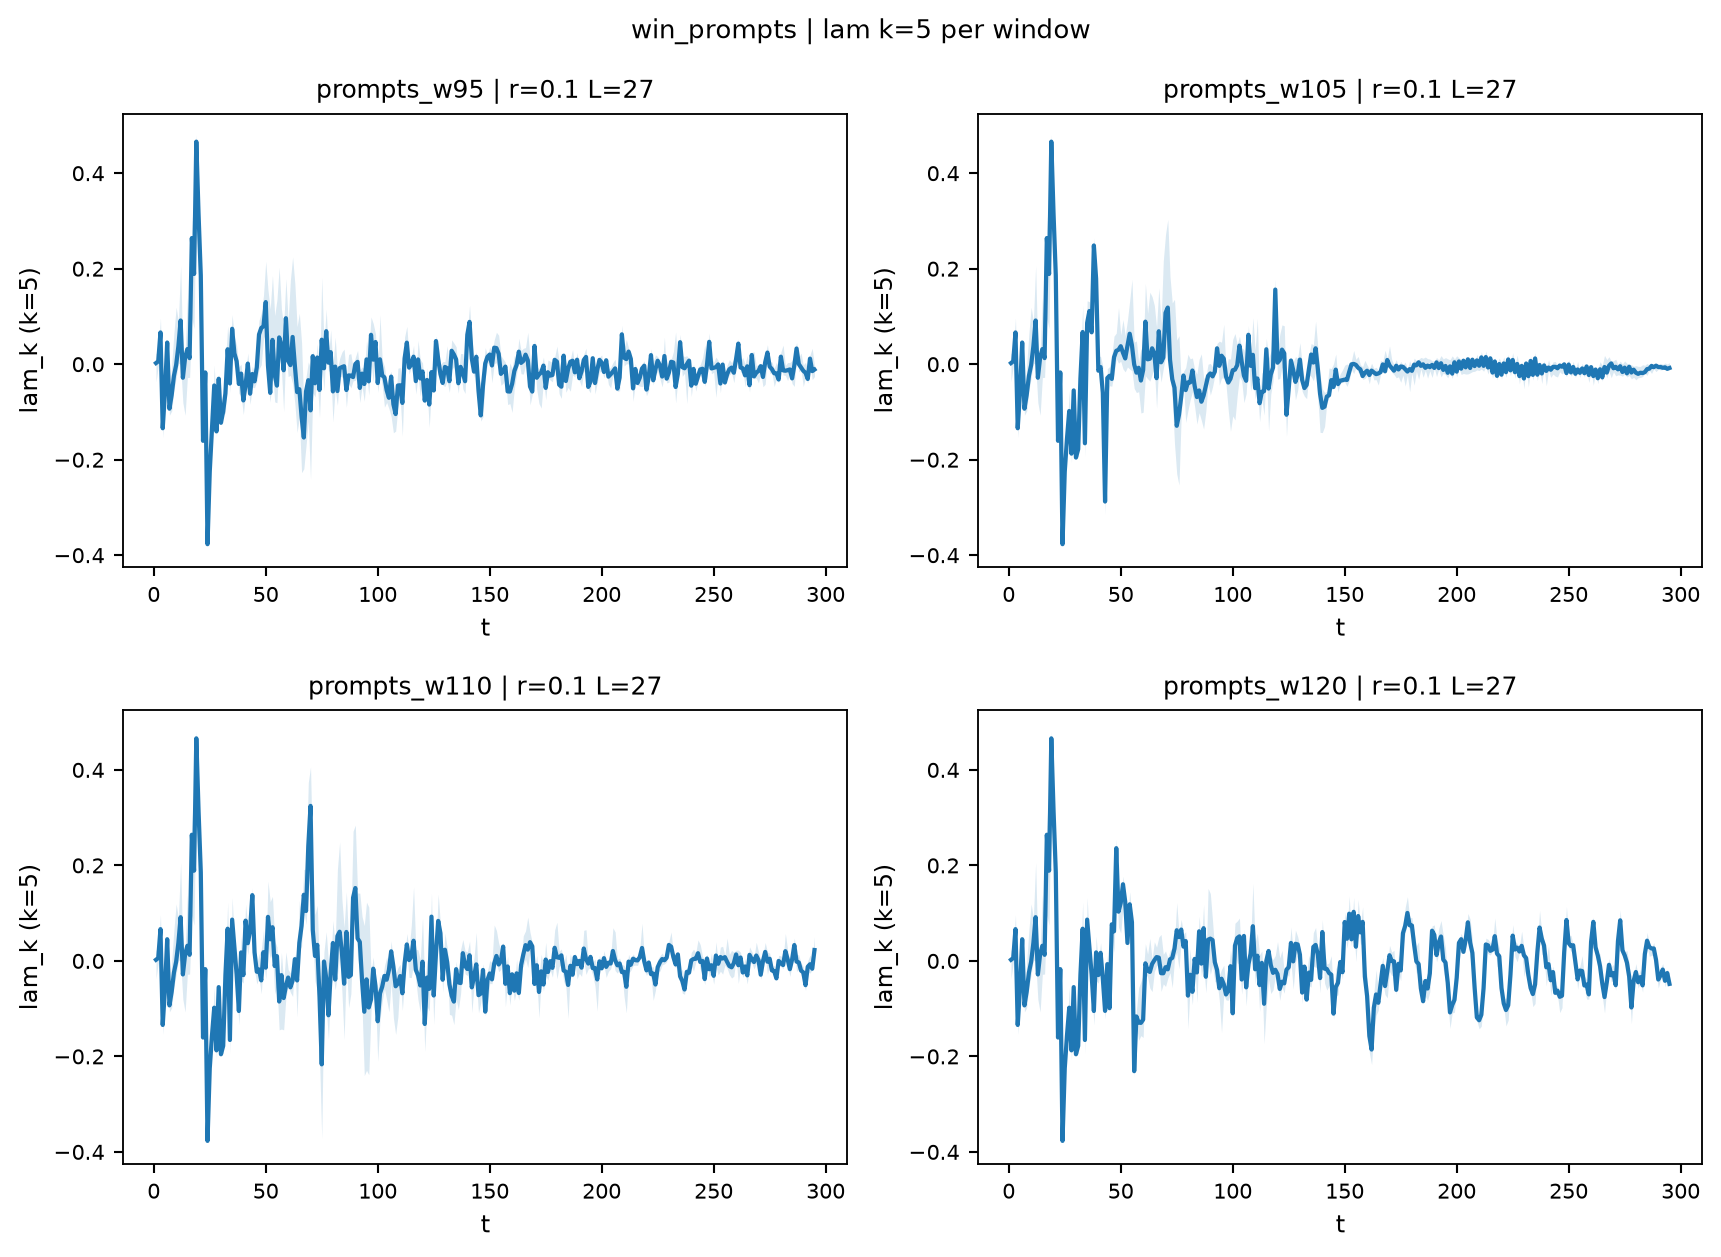 win_prompts | lam k=5 per window
prompts_w95 | r=0.1 L=27
lam_k (k=5)
0.4
0.2
0.0
−0.2
−0.4
0 50 100 150 200 250 300
t
prompts_w105 | r=0.1 L=27
lam_k (k=5)
0.4
0.2
0.0
−0.2
−0.4
0 50 100 150 200 250 300
t
prompts_w110 | r=0.1 L=27
lam_k (k=5)
0.4
0.2
0.0
−0.2
−0.4
0 50 100 150 200 250 300
t
prompts_w120 | r=0.1 L=27
lam_k (k=5)
0.4
0.2
0.0
−0.2
−0.4
0 50 100 150 200 250 300
t